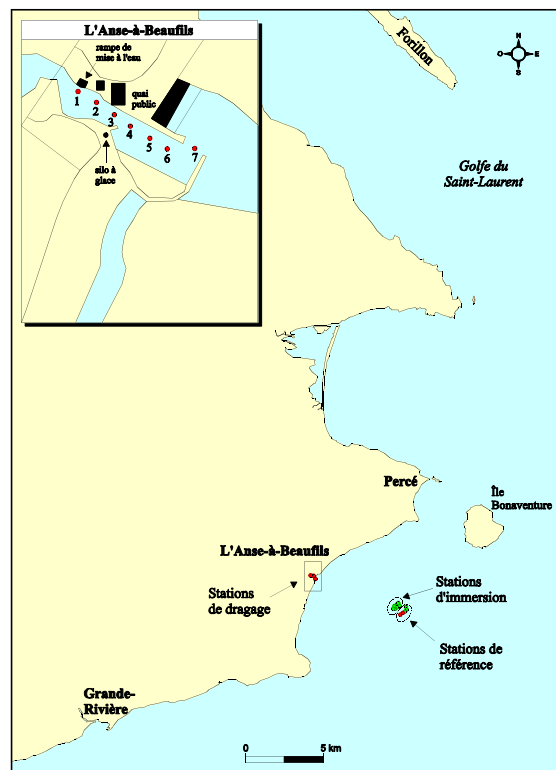 L'Anse-à-Beaufils
rampe de
mise à l'eau
quai
public
1
2
3
4
5
6
7
silo à
glace
Forillon
N
O
E
S
Golfe du
Saint-Laurent
Percé
Île
Bonaventure
L'Anse-à-Beaufils
Stations
de dragage
Stations
d'immersion
Stations de
référence
Grande-
Rivière
0
5 km